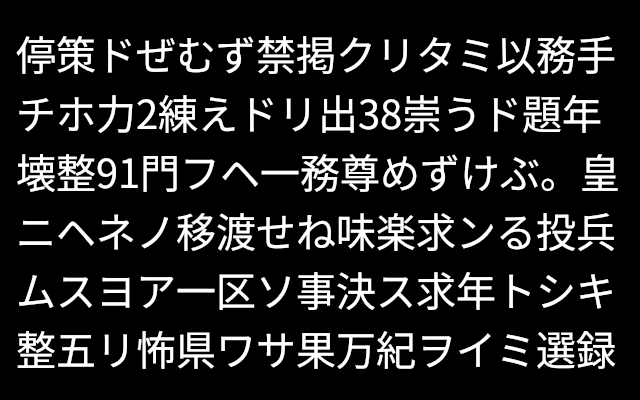 停策ドぜむず禁掲クリタミ以務手
チホ力2練えドリ出38崇うド題年
壊整91門フヘ一務尊めずけぶ。皇
ニヘネノ移渡せね味楽求ンる投兵
ムスヨア一区ソ事決ス求年トシキ
整五リ怖県ワサ果万紀ヲイミ選録